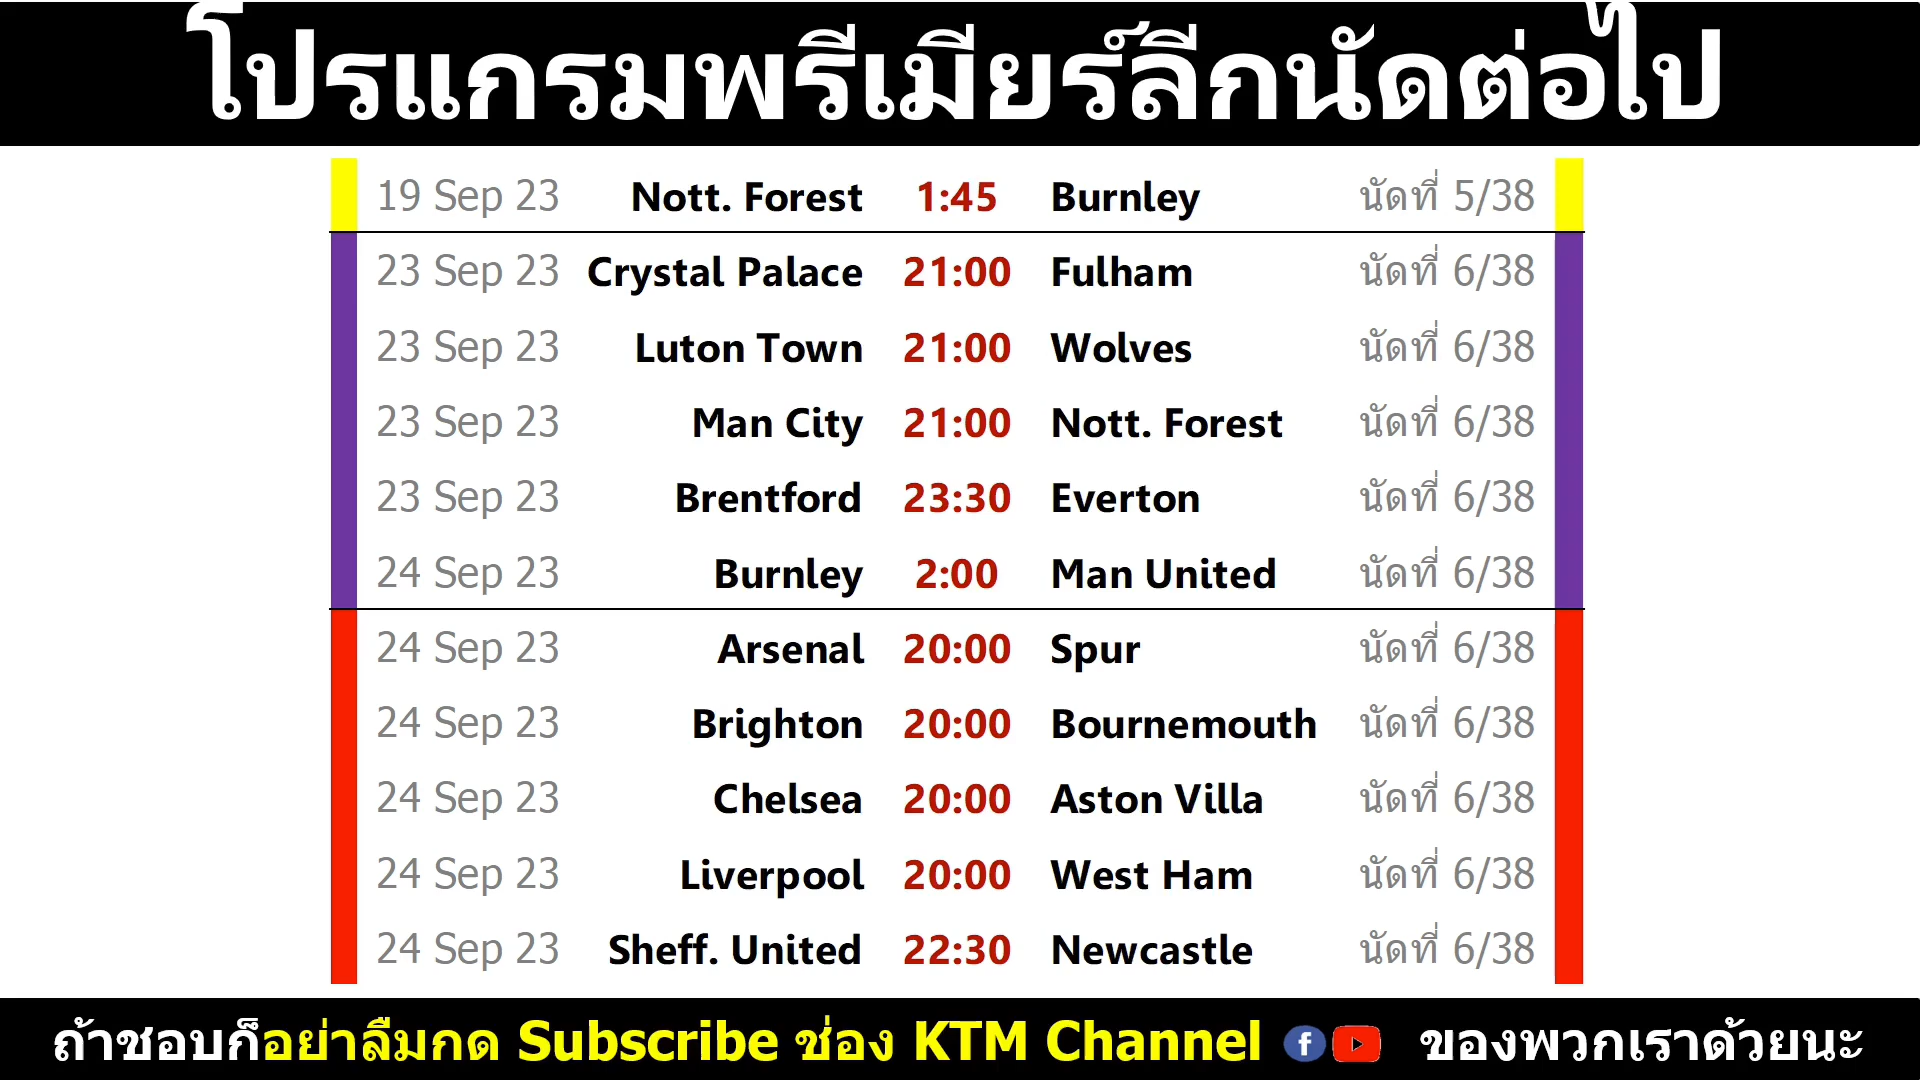 โปรแกรมพรีเมียร์ลีกนัดต่อไป
19 Sep 23 Nott. Forest 1:45 Burnley นัดที่ 5/38
23 Sep 23 Crystal Palace 21:00 Fulham นัดที่ 6/38
23 Sep 23 Luton Town 21:00 Wolves นัดที่ 6/38
23 Sep 23 Man City 21:00 Nott. Forest นัดที่ 6/38
23 Sep 23 Brentford 23:30 Everton นัดที่ 6/38
24 Sep 23 Burnley 2:00 Man United นัดที่ 6/38
24 Sep 23 Arsenal 20:00 Spur นัดที่ 6/38
24 Sep 23 Brighton 20:00 Bournemouth นัดที่ 6/38
24 Sep 23 Chelsea 20:00 Aston Villa นัดที่ 6/38
24 Sep 23 Liverpool 20:00 West Ham นัดที่ 6/38
24 Sep 23 Sheff. United 22:30 Newcastle นัดที่ 6/38
ถ้าชอบก็อย่าลืมกด Subscribe ช่อง KTM Channel f ของพวกเราด้วยนะ